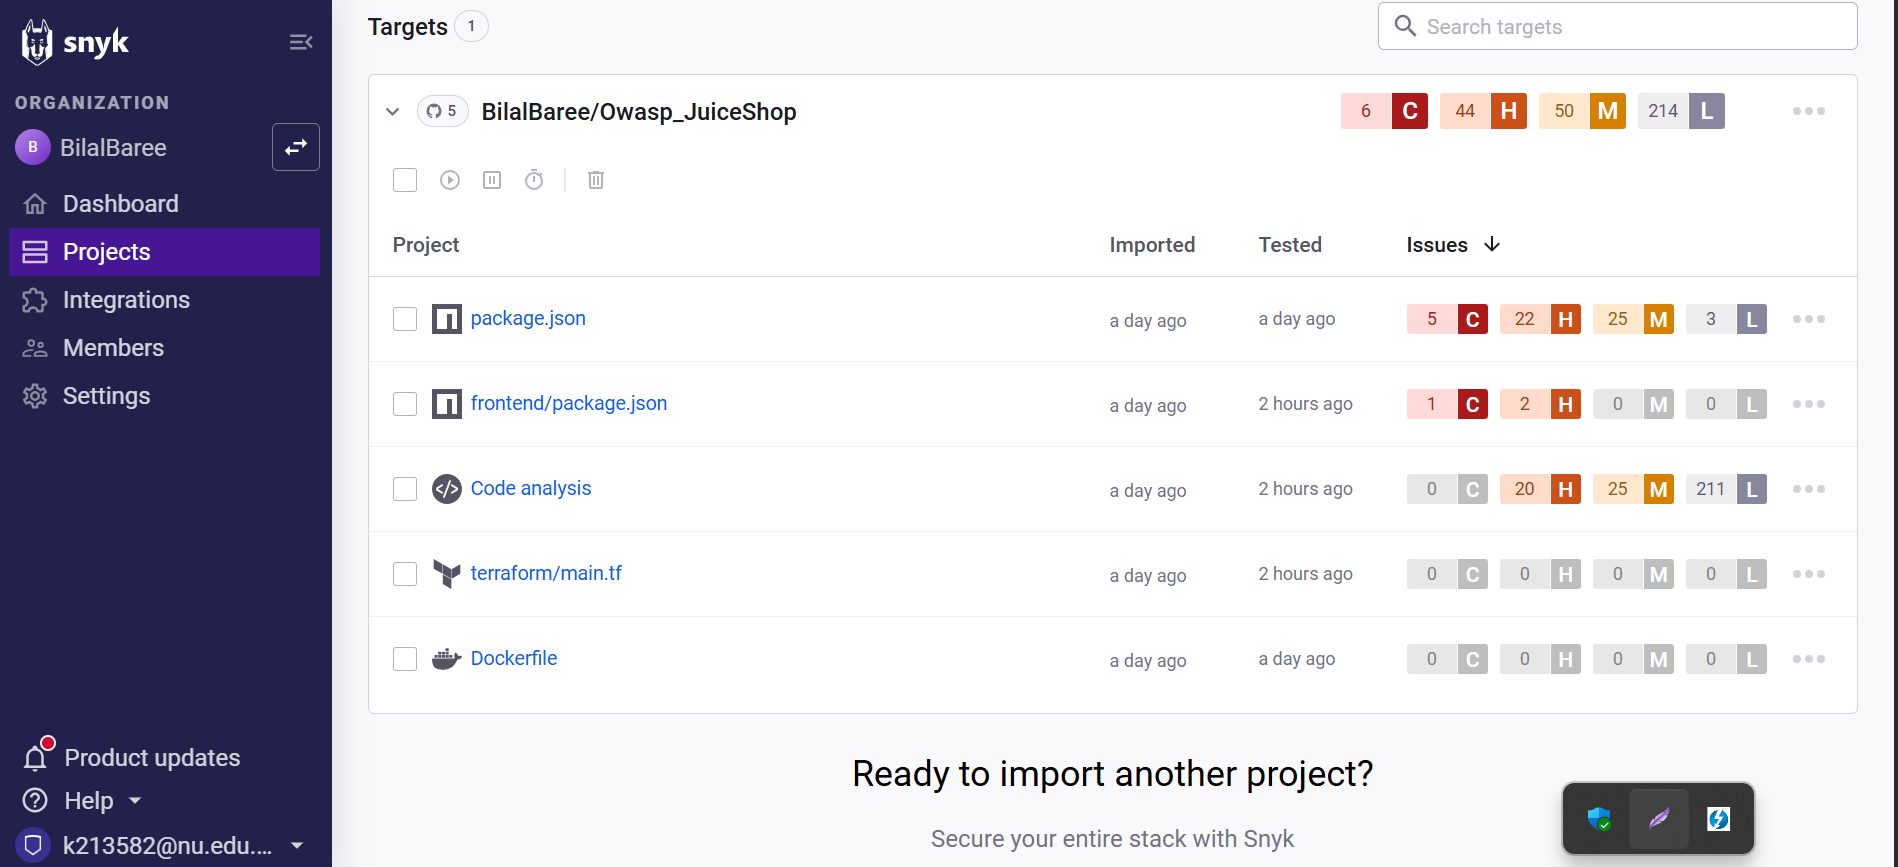 snyk
ORGANIZATION
B BilalBaree
Dashboard
Projects
Integrations
Members
Settings
Product updates
Help
k213582@nu.edu....
Targets 1
Search targets
5 BilalBaree/Owasp_JuiceShop 6 C 44 H 50 M 214 L
Project Imported Tested Issues
package.json a day ago a day ago 5 C 22 H 25 M 3 L
frontend/package.json a day ago 2 hours ago 1 C 2 H 0 M 0 L
Code analysis a day ago 2 hours ago 0 C 20 H 25 M 211 L
terraform/main.tf a day ago 2 hours ago 0 C 0 H 0 M 0 L
Dockerfile a day ago a day ago 0 C 0 H 0 M 0 L
Ready to import another project?
Secure your entire stack with Snyk